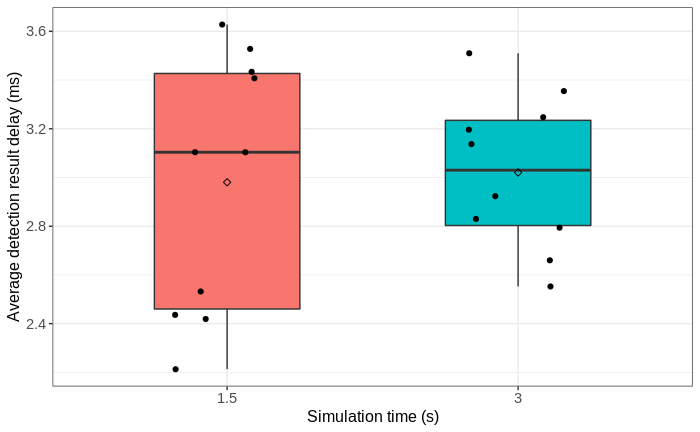 Average detection result delay (ms)
3.6
3.2
2.8
2.4
1.5 3
Simulation time (s)